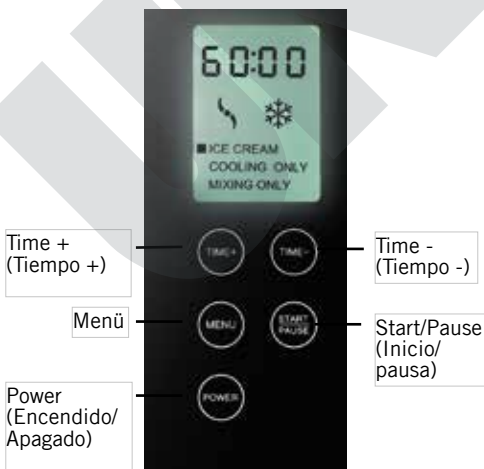 60:00
■ ICE CREAM
COOLING ONLY
MIXING ONLY
Time +
(Tiempo +)
TIME+
TIME-
Time -
(Tiempo -)
Menü
MENU
START
PAUSE
Start/Pause
(Inicio/
pausa)
Power
(Encendido/
Apagado)
POWER